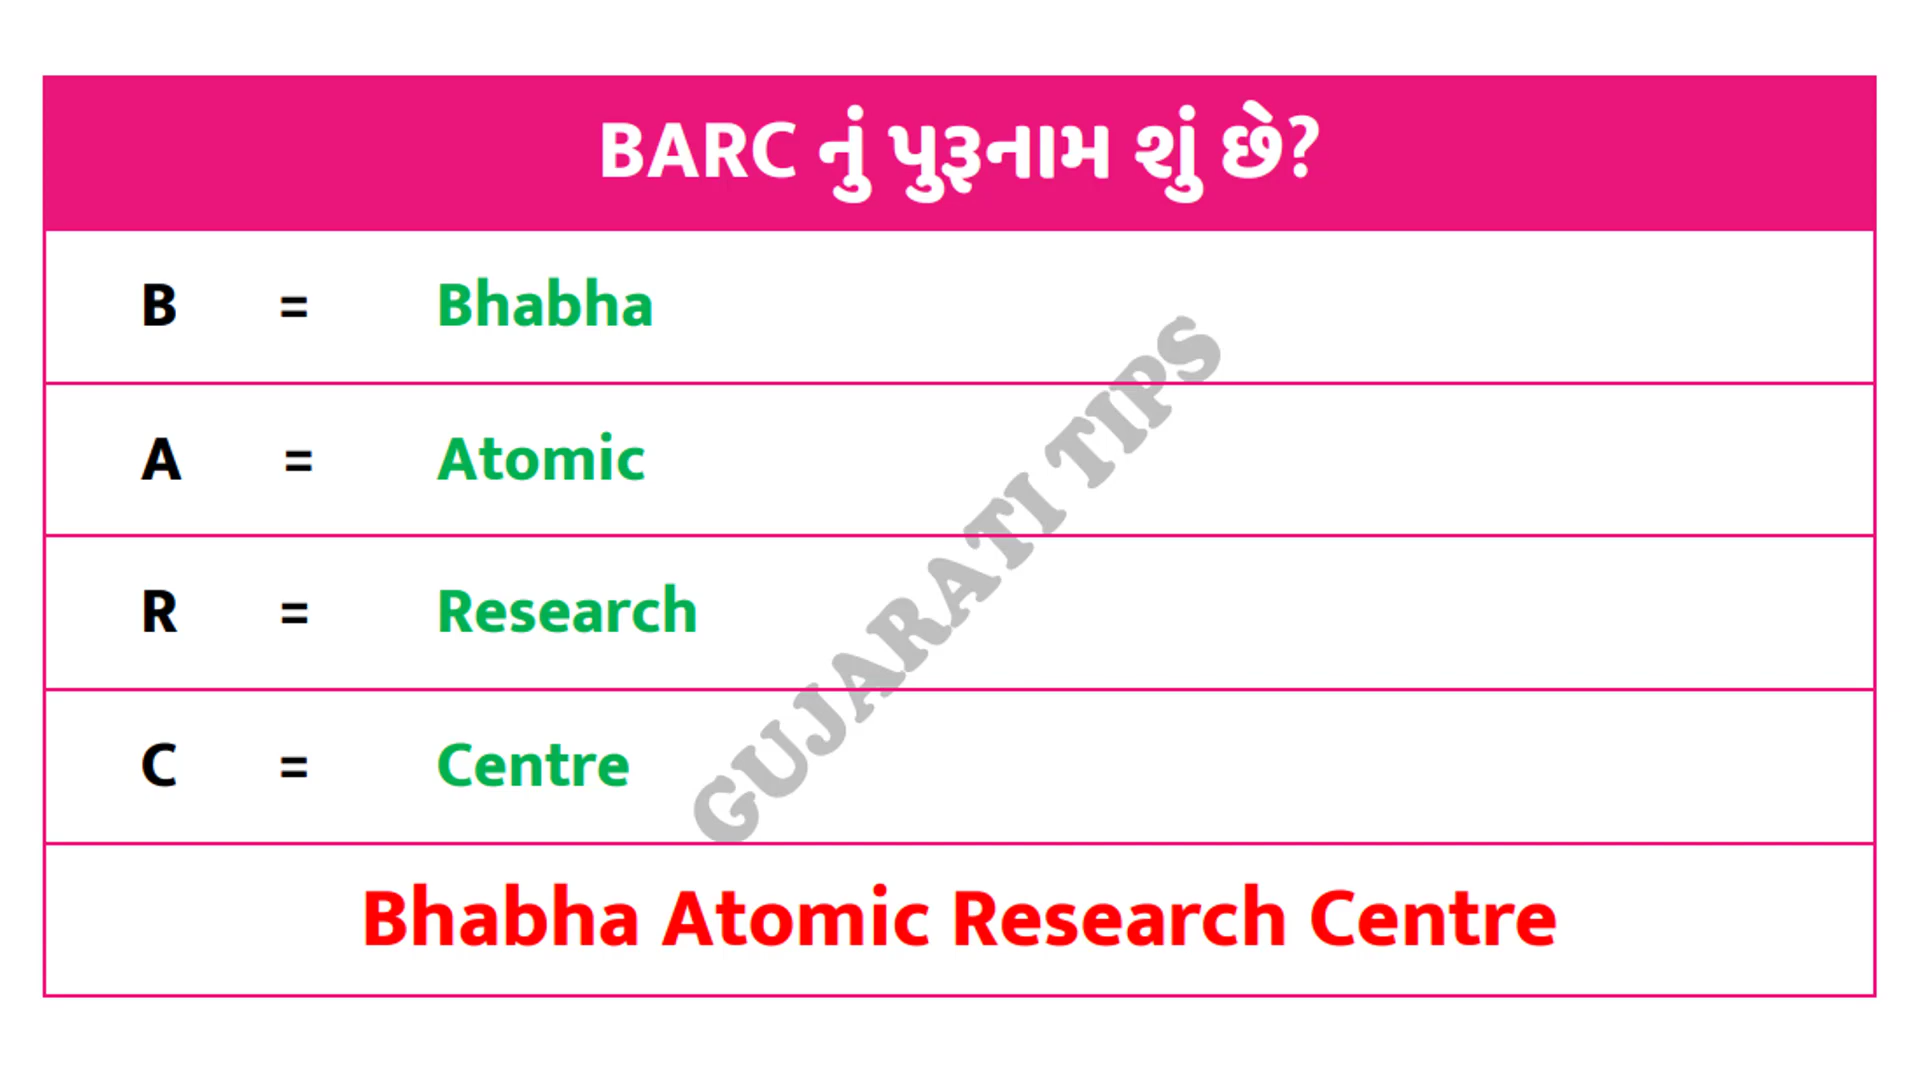 BARC નું પુરૂનામ શું છે?
B = Bhabha
A = Atomic
R = Research
C = Centre
Bhabha Atomic Research Centre
GUJARATI TIPS